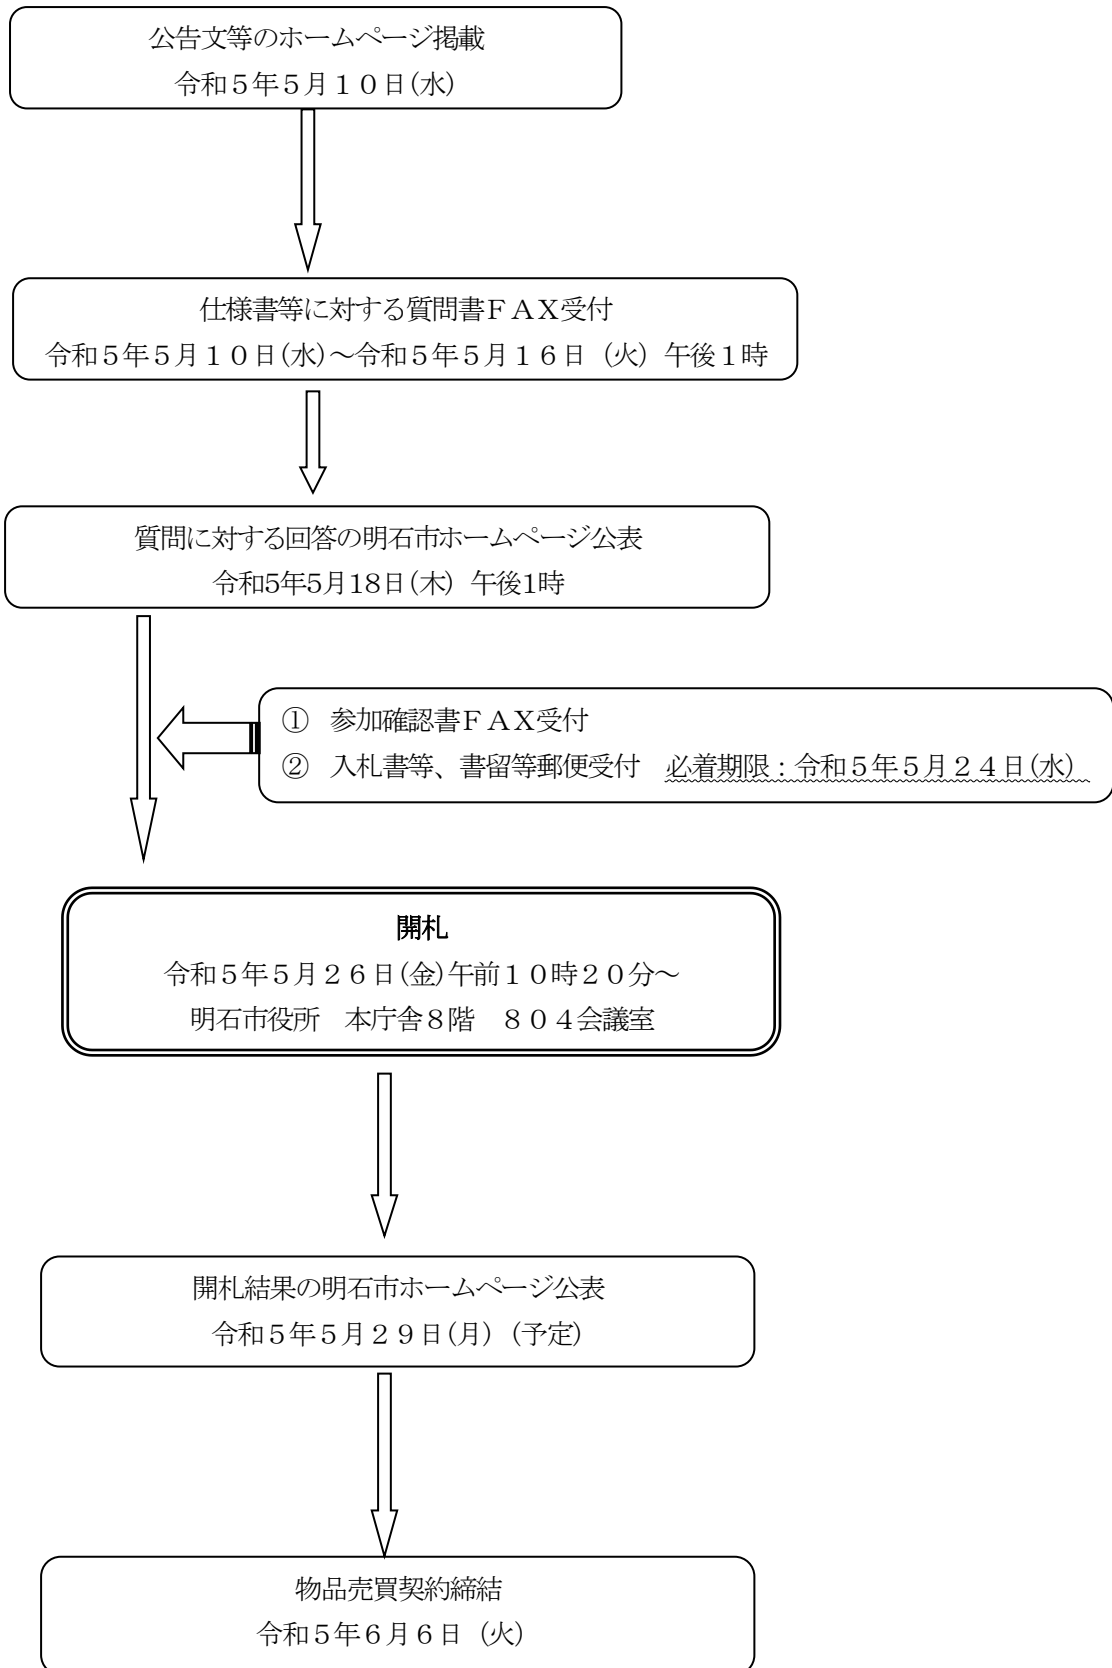 公告文等のホームページ掲載
令和５年５月１０日(水)
仕様書等に対する質問書ＦＡＸ受付
令和５年５月１０日(水)～令和５年５月１６日（火）午後１時
質問に対する回答の明石市ホームページ公表
令和5年5月18日(木) 午後1時
①　参加確認書ＦＡＸ受付
②　入札書等、書留等郵便受付　必着期限：令和５年５月２４日(水)
開札
令和５年５月２６日(金)午前１０時２０分～
明石市役所　本庁舎８階　８０４会議室
開札結果の明石市ホームページ公表
令和５年５月２９日(月)（予定）
物品売買契約締結
令和５年６月６日（火）